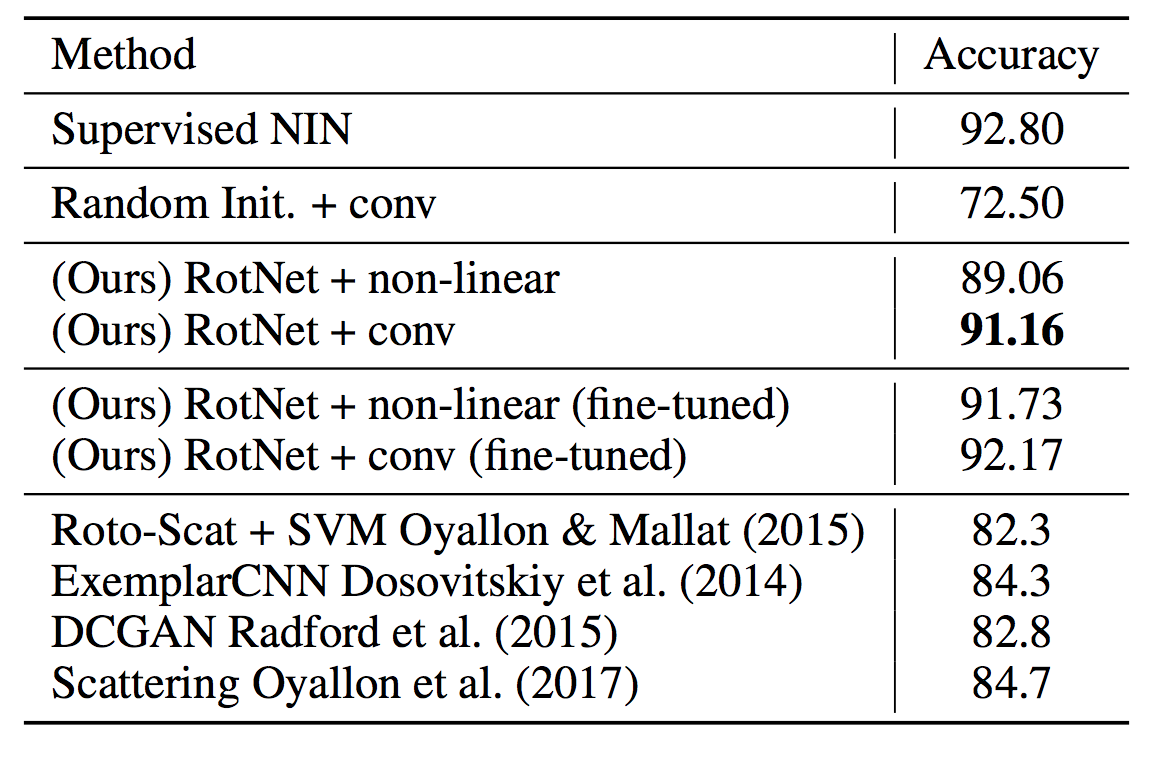 Method Accuracy
Supervised NIN 92.80
Random Init. + conv 72.50
(Ours) RotNet + non-linear 89.06
(Ours) RotNet + conv 91.16
(Ours) RotNet + non-linear (fine-tuned) 91.73
(Ours) RotNet + conv (fine-tuned) 92.17
Roto-Scat + SVM Oyallon & Mallat (2015) 82.3
ExemplarCNN Dosovitskiy et al. (2014) 84.3
DCGAN Radford et al. (2015) 82.8
Scattering Oyallon et al. (2017) 84.7